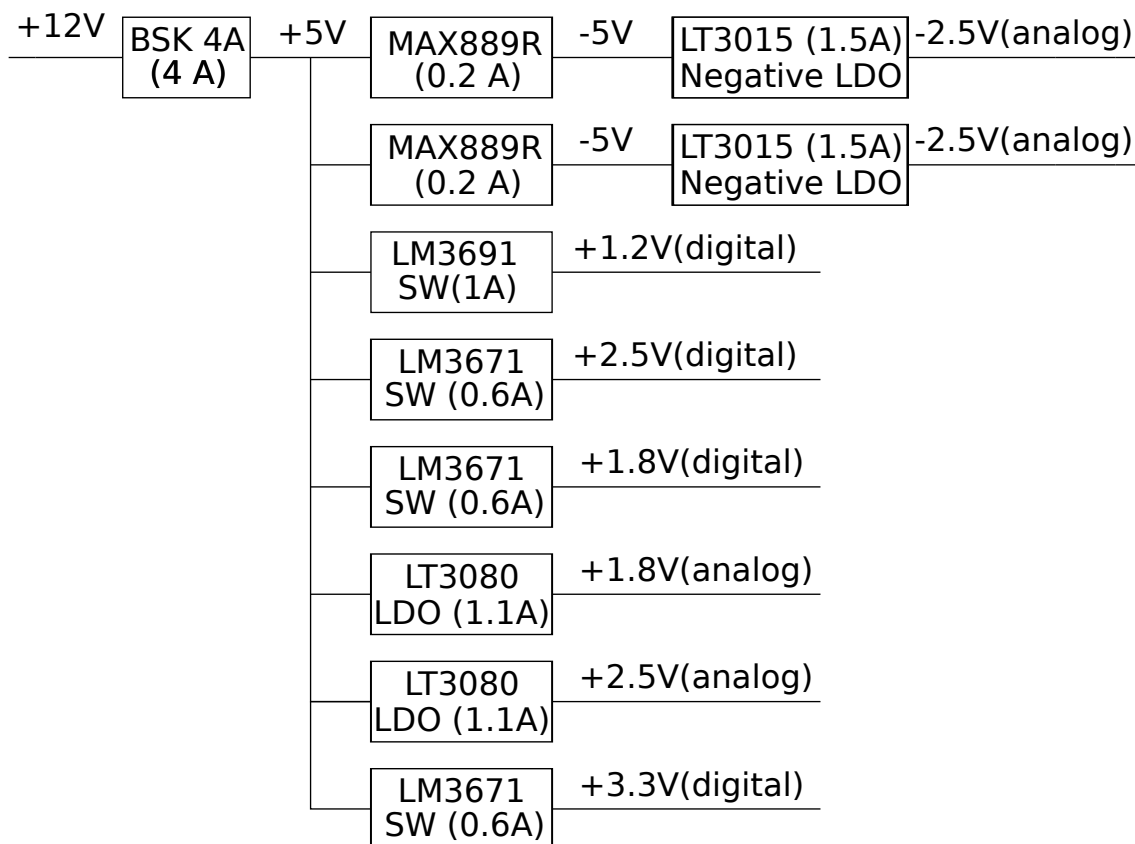 +12V
BSK 4A
(4 A)
+5V
MAX889R
(0.2 A)
-5V
LT3015 (1.5A)
Negative LDO
-2.5V(analog)
MAX889R
(0.2 A)
-5V
LT3015 (1.5A)
Negative LDO
-2.5V(analog)
LM3691
SW(1A)
+1.2V(digital)
LM3671
SW (0.6A)
+2.5V(digital)
LM3671
SW (0.6A)
+1.8V(digital)
LT3080
LDO (1.1A)
+1.8V(analog)
LT3080
LDO (1.1A)
+2.5V(analog)
LM3671
SW (0.6A)
+3.3V(digital)